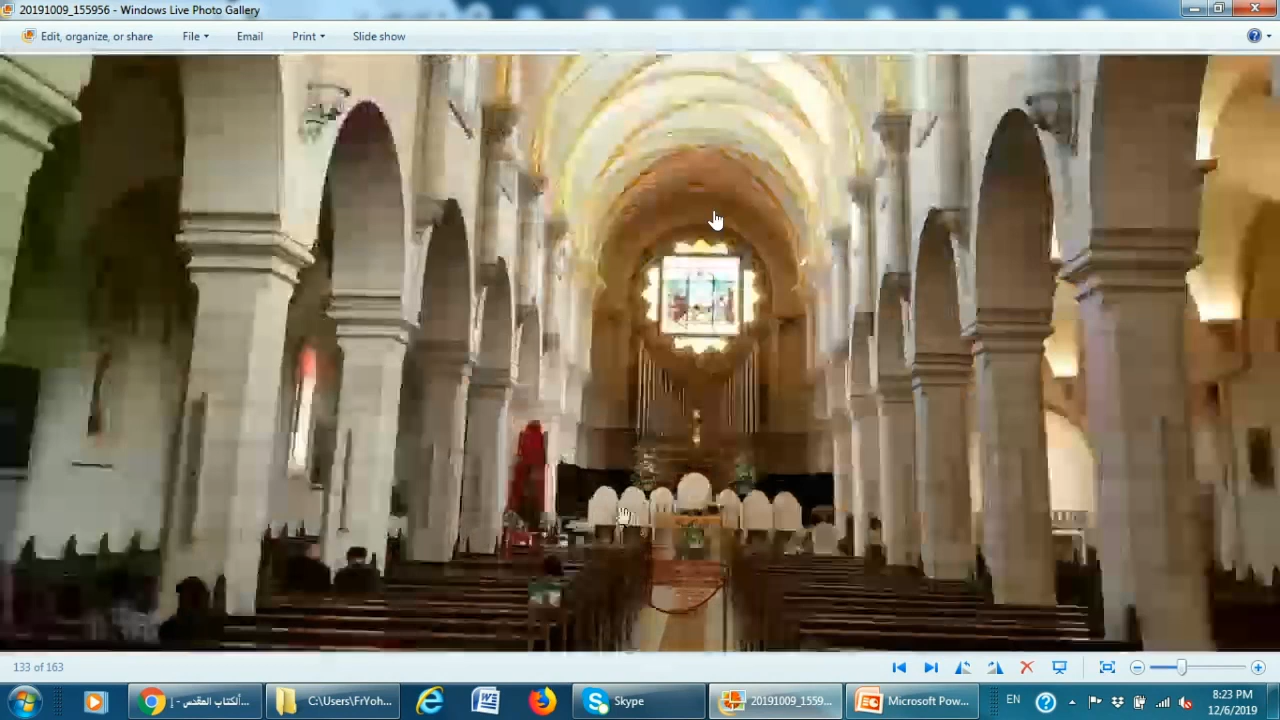 20191009_155956 - Windows Live Photo Gallery
Edit, organize, or share File Email Print Slide show
133 of 163
ألكتاب المقدس - إ... C:\Users\FrYoh... Skype 20191009_1559... Microsoft Pow... EN 8:23 PM
12/6/2019